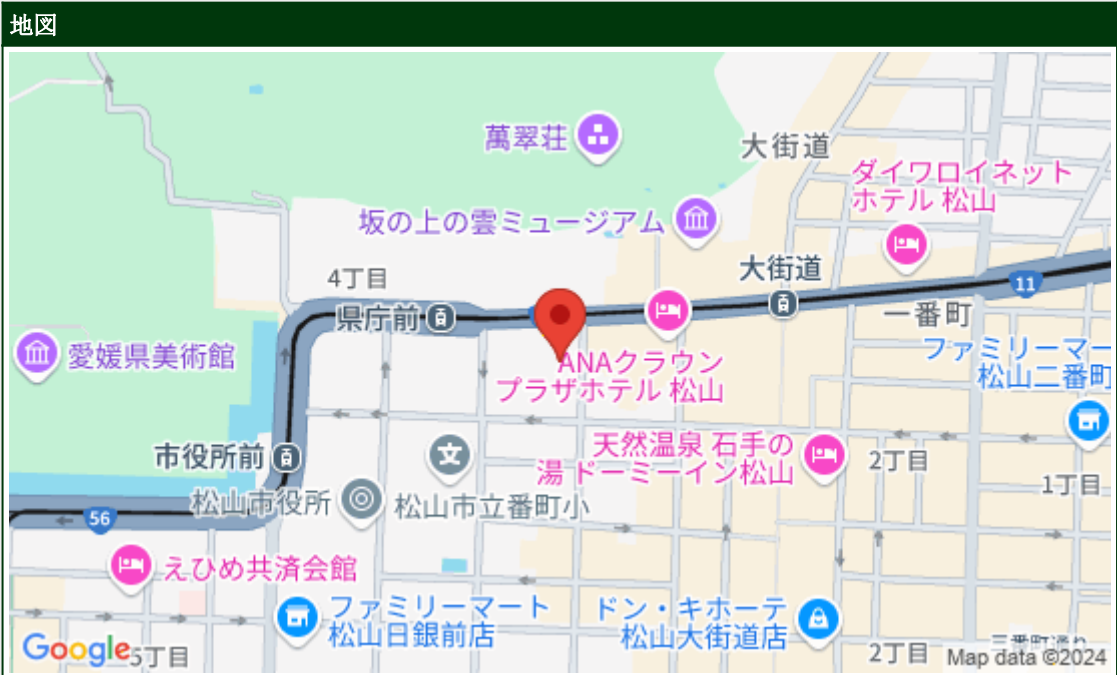 地図
萬翠荘
大街道
ダイワロイネット
ホテル 松山
坂の上の雲ミュージアム
大街道
4丁目
11
県庁前
一番町
愛媛県美術館
ファミリーマー
松山二番町
ANAクラウン
プラザホテル 松山
天然温泉 石手の
湯 ドーミーイン松山
2丁目
市役所前
文
1丁目
松山市役所
松山市立番町小
56
えひめ共済会館
ファミリーマート
松山日銀前店
ドン・キホーテ
松山大街道店
三番町通り
Google
5丁目
2丁目
Map data ©2024